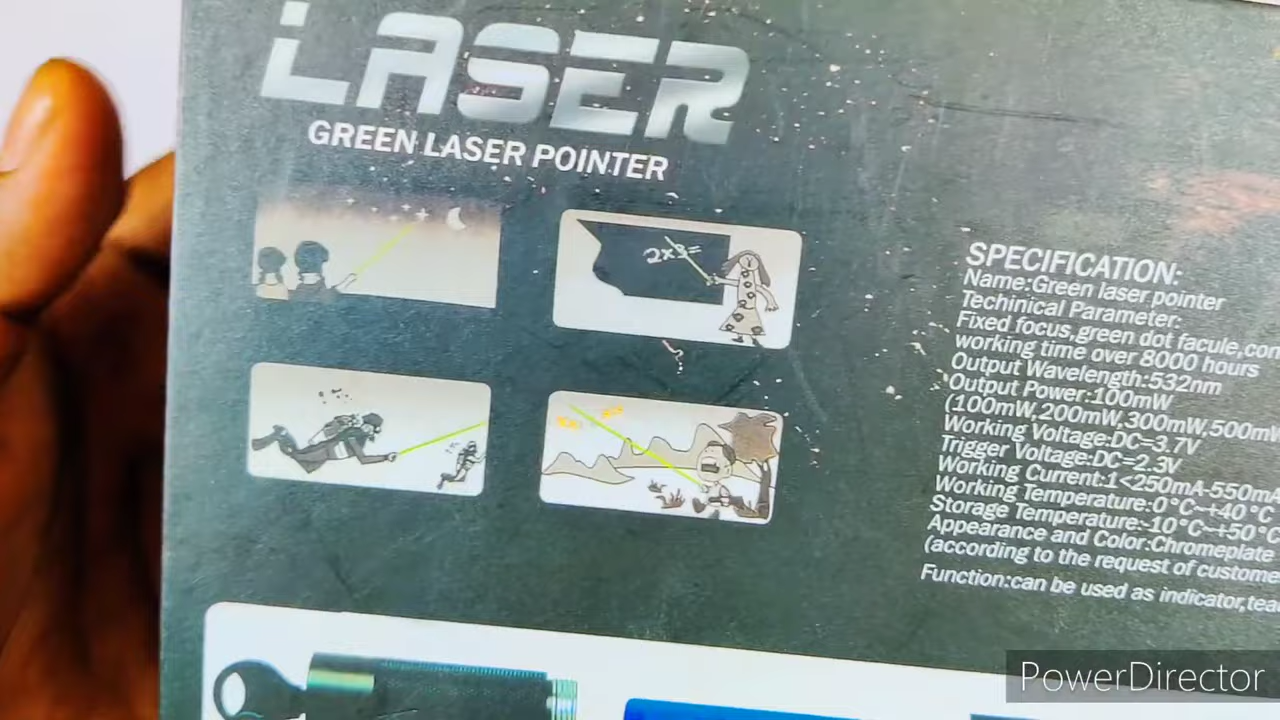 LASER
GREEN LASER POINTER
2x3=
SPECIFICATION:
Name:Green laser pointer
Techinical Parameter:
Fixed focus,green dot facule,con
working time over 8000 hours
Output Wavelength:532nm
Output Power:100mW
(100mW,200mW,300mW,500mW
Working Voltage:DC=3.7V
Trigger Voltage:DC=2.3V
Working Current:1<250mA-550mA
Working Temperature:0°C~+40°C
Storage Temperature:-10°C~+50°C
Appearance and Color:Chromeplate
(according to the request of custome
Function:can be used as indicator,tea
PowerDirector